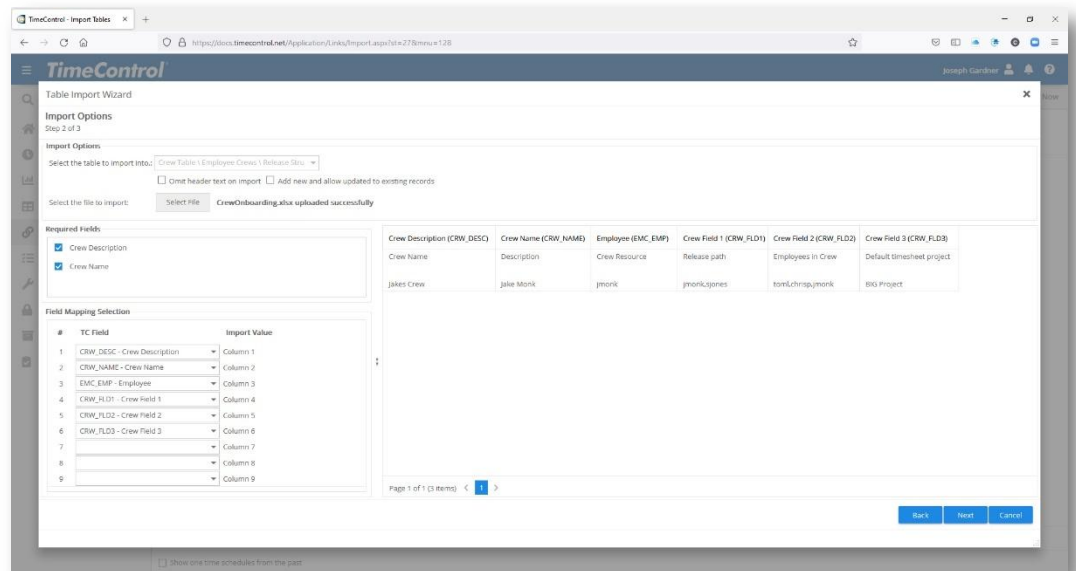 TimeControl - Import Tables
https://docs.timecontrol.net/Application/Links/Import.aspx?st=27&mnu=128
TimeControl
Joseph Gardner
Now
Table Import Wizard
Import Options
Step 2 of 3
Import Options
Select the table to import into.: Crew Table \ Employee Crews \ Release Stru
Omit header text on import Add new and allow updated to existing records
Select the file to import: Select File CrewOnboarding.xlsx uploaded successfully
Required Fields
Crew Description
Crew Name
Field Mapping Selection
# TC Field Import Value
1 CRW_DESC - Crew Description Column 1
2 CRW_NAME - Crew Name Column 2
3 EMC_EMP - Employee Column 3
4 CRW_FLD1 - Crew Field 1 Column 4
5 CRW_FLD2 - Crew Field 2 Column 5
6 CRW_FLD3 - Crew Field 3 Column 6
7 Column 7
8 Column 8
9 Column 9
Crew Description (CRW_DESC) Crew Name (CRW_NAME) Employee (EMC_EMP) Crew Field 1 (CRW_FLD1) Crew Field 2 (CRW_FLD2) Crew Field 3 (CRW_FLD3)
Crew Name Description Crew Resource Release path Employees in Crew Default timesheet project
Jakes Crew Jake Monk jmonk jmonk,sjones toml,chrisp,jmonk BIG Project
Page 1 of 1 (3 items) < 1 >
Back Next Cancel
Show one time schedules from the past